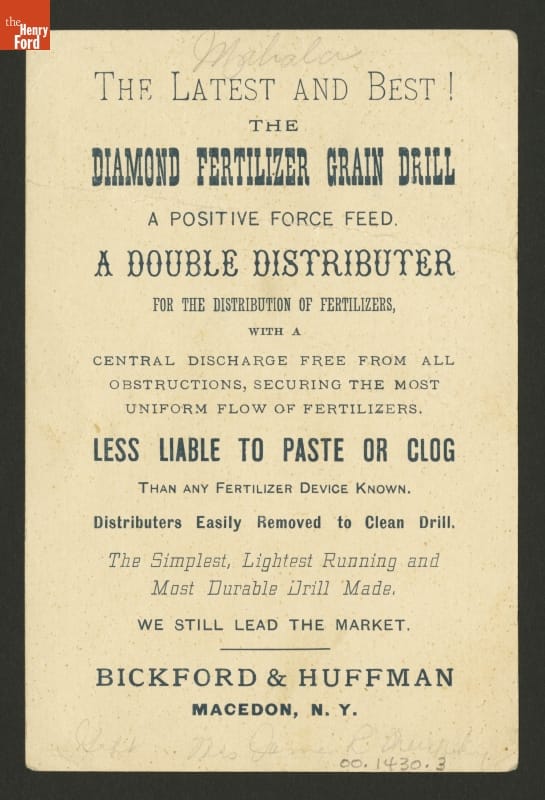 the
Henry
Ford
Mahala
THE LATEST AND BEST!
THE
DIAMOND FERTILIZER GRAIN DRILL
A POSITIVE FORCE FEED.
A DOUBLE DISTRIBUTER
FOR THE DISTRIBUTION OF FERTILIZERS,
WITH A
CENTRAL DISCHARGE FREE FROM ALL
OBSTRUCTIONS, SECURING THE MOST
UNIFORM FLOW OF FERTILIZERS.
LESS LIABLE TO PASTE OR CLOG
THAN ANY FERTILIZER DEVICE KNOWN.
Distributers Easily Removed to Clean Drill.
The Simplest, Lightest Running and
Most Durable Drill Made.
WE STILL LEAD THE MARKET.
BICKFORD & HUFFMAN
MACEDON, N. Y.
Mrs James R
00.1430.3